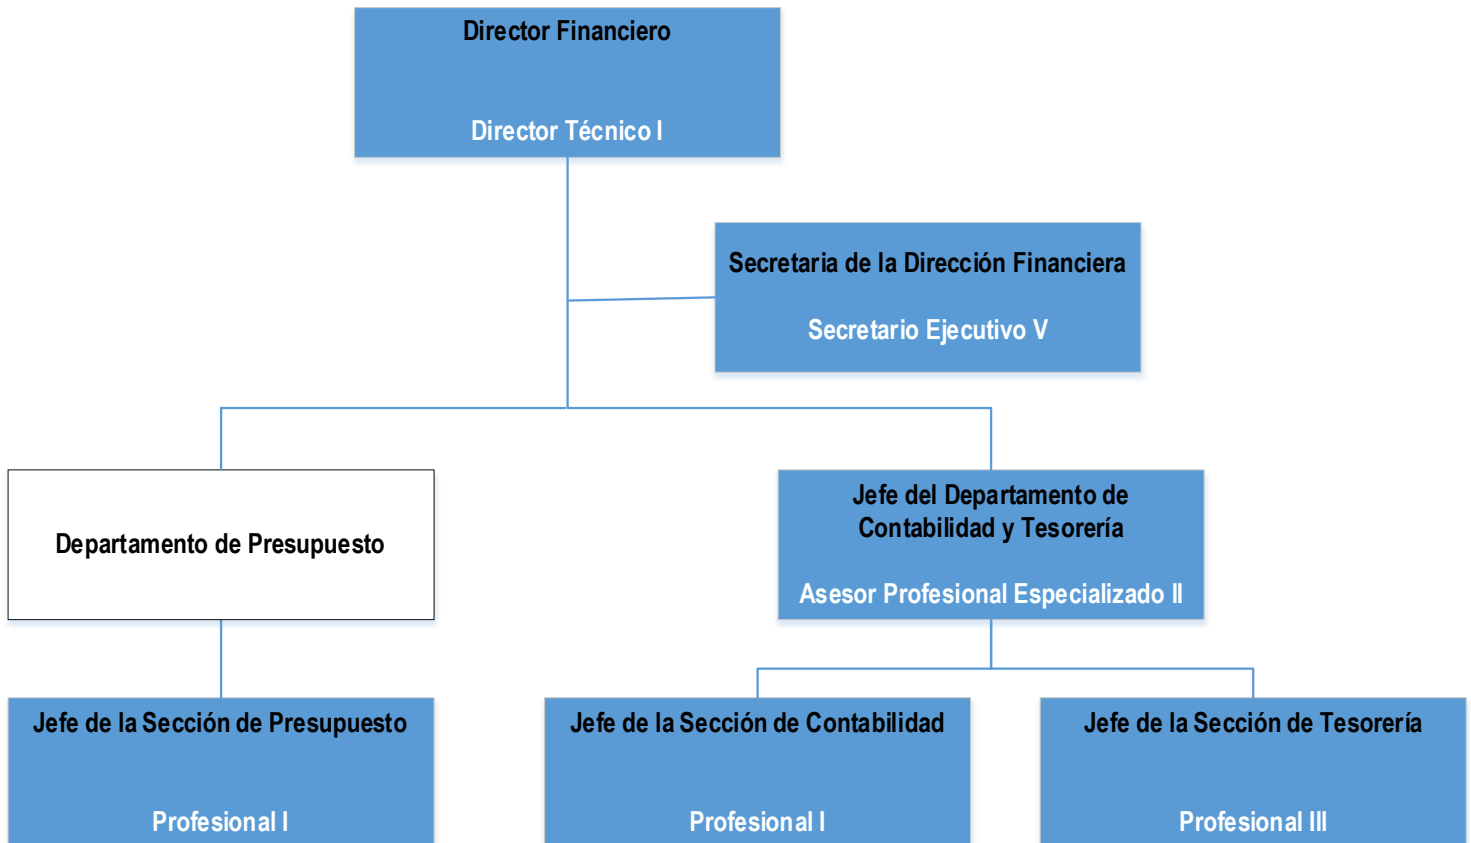 Director Financiero
Director Técnico I
Secretaria de la Dirección Financiera
Secretario Ejecutivo V
Departamento de Presupuesto
Jefe del Departamento de
Contabilidad y Tesorería
Asesor Profesional Especializado II
Jefe de la Sección de Presupuesto
Profesional I
Jefe de la Sección de Contabilidad
Profesional I
Jefe de la Sección de Tesorería
Profesional III